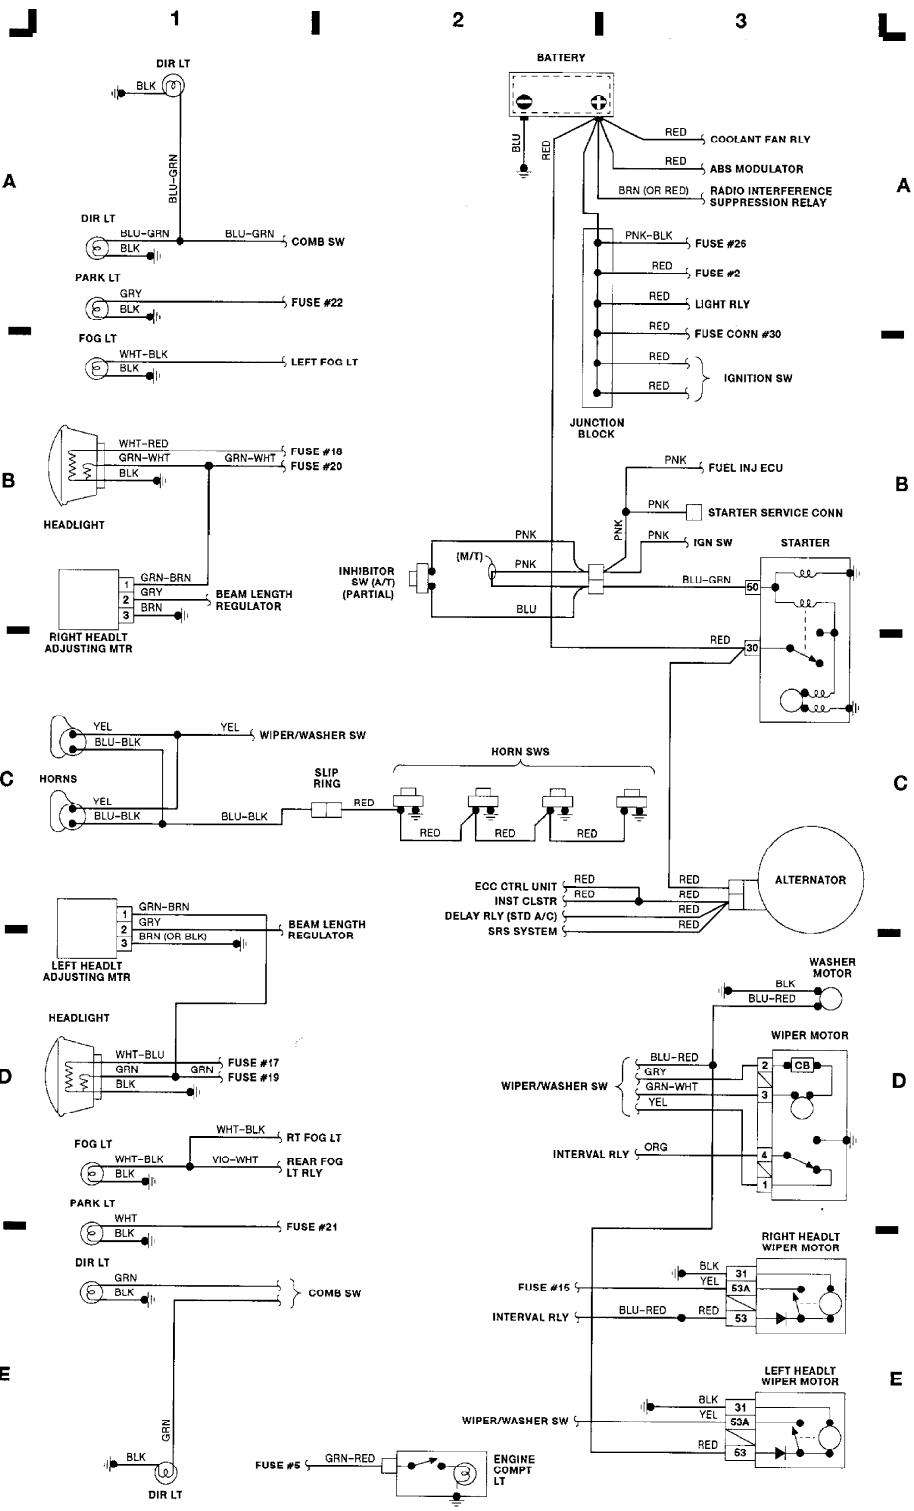 1 2 3
DIR LT
BLK
BLU-GRN
A
DIR LT
BLU-GRN BLU-GRN COMB SW
BLK
PARK LT
GRY FUSE #22
BLK
FOG LT
WHT-BLK LEFT FOG LT
BLK
WHT-RED FUSE #18
GRN-WHT GRN-WHT FUSE #20
BLK
B
HEADLIGHT
GRN-BRN
1
GRY
2
BRN
3
BEAM LENGTH
REGULATOR
RIGHT HEADLT
ADJUSTING MTR
BATTERY
BLU
RED
RED COOLANT FAN RLY
RED ABS MODULATOR
BRN (OR RED) RADIO INTERFERENCE
SUPPRESSION RELAY
A
PNK-BLK FUSE #26
RED FUSE #2
RED LIGHT RLY
RED FUSE CONN #30
RED
RED
IGNITION SW
JUNCTION
BLOCK
PNK FUEL INJ ECU
B
PNK STARTER SERVICE CONN
PNK
PNK IGN SW
STARTER
PNK
(M/T)
PNK
BLU
INHIBITOR
SW (A/T)
(PARTIAL)
BLU-GRN 50
RED 30
YEL YEL WIPER/WASHER SW
BLU-BLK
C
HORNS
YEL
BLU-BLK BLU-BLK
SLIP
RING
RED
HORN SWS
RED RED RED
C
ALTERNATOR
ECC CTRL UNIT RED RED
INST CLSTR RED RED
DELAY RLY (STD A/C) RED
SRS SYSTEM RED
GRN-BRN
1
GRY
2
BRN (OR BLK)
3
BEAM LENGTH
REGULATOR
LEFT HEADLT
ADJUSTING MTR
HEADLIGHT
WHT-BLU FUSE #17
GRN GRN FUSE #19
BLK
D
FOG LT
WHT-BLK RT FOG LT
WHT-BLK VIO-WHT REAR FOG
LT RLY
BLK
PARK LT
WHT FUSE #21
BLK
DIR LT
GRN
BLK
COMB SW
E
GRN
BLK
DIR LT
WASHER
MOTOR
BLK
BLU-RED
WIPER MOTOR
BLU-RED 2 CB
GRY
GRN-WHT 3
YEL
WIPER/WASHER SW
D
INTERVAL RLY ORG 4
1
RIGHT HEADLT
WIPER MOTOR
BLK 31
FUSE #15 YEL 53A
INTERVAL RLY BLU-RED RED 53
LEFT HEADLT
WIPER MOTOR
E
BLK 31
WIPER/WASHER SW YEL 53A
RED 53
FUSE #5 GRN-RED
ENGINE
COMPT
LT